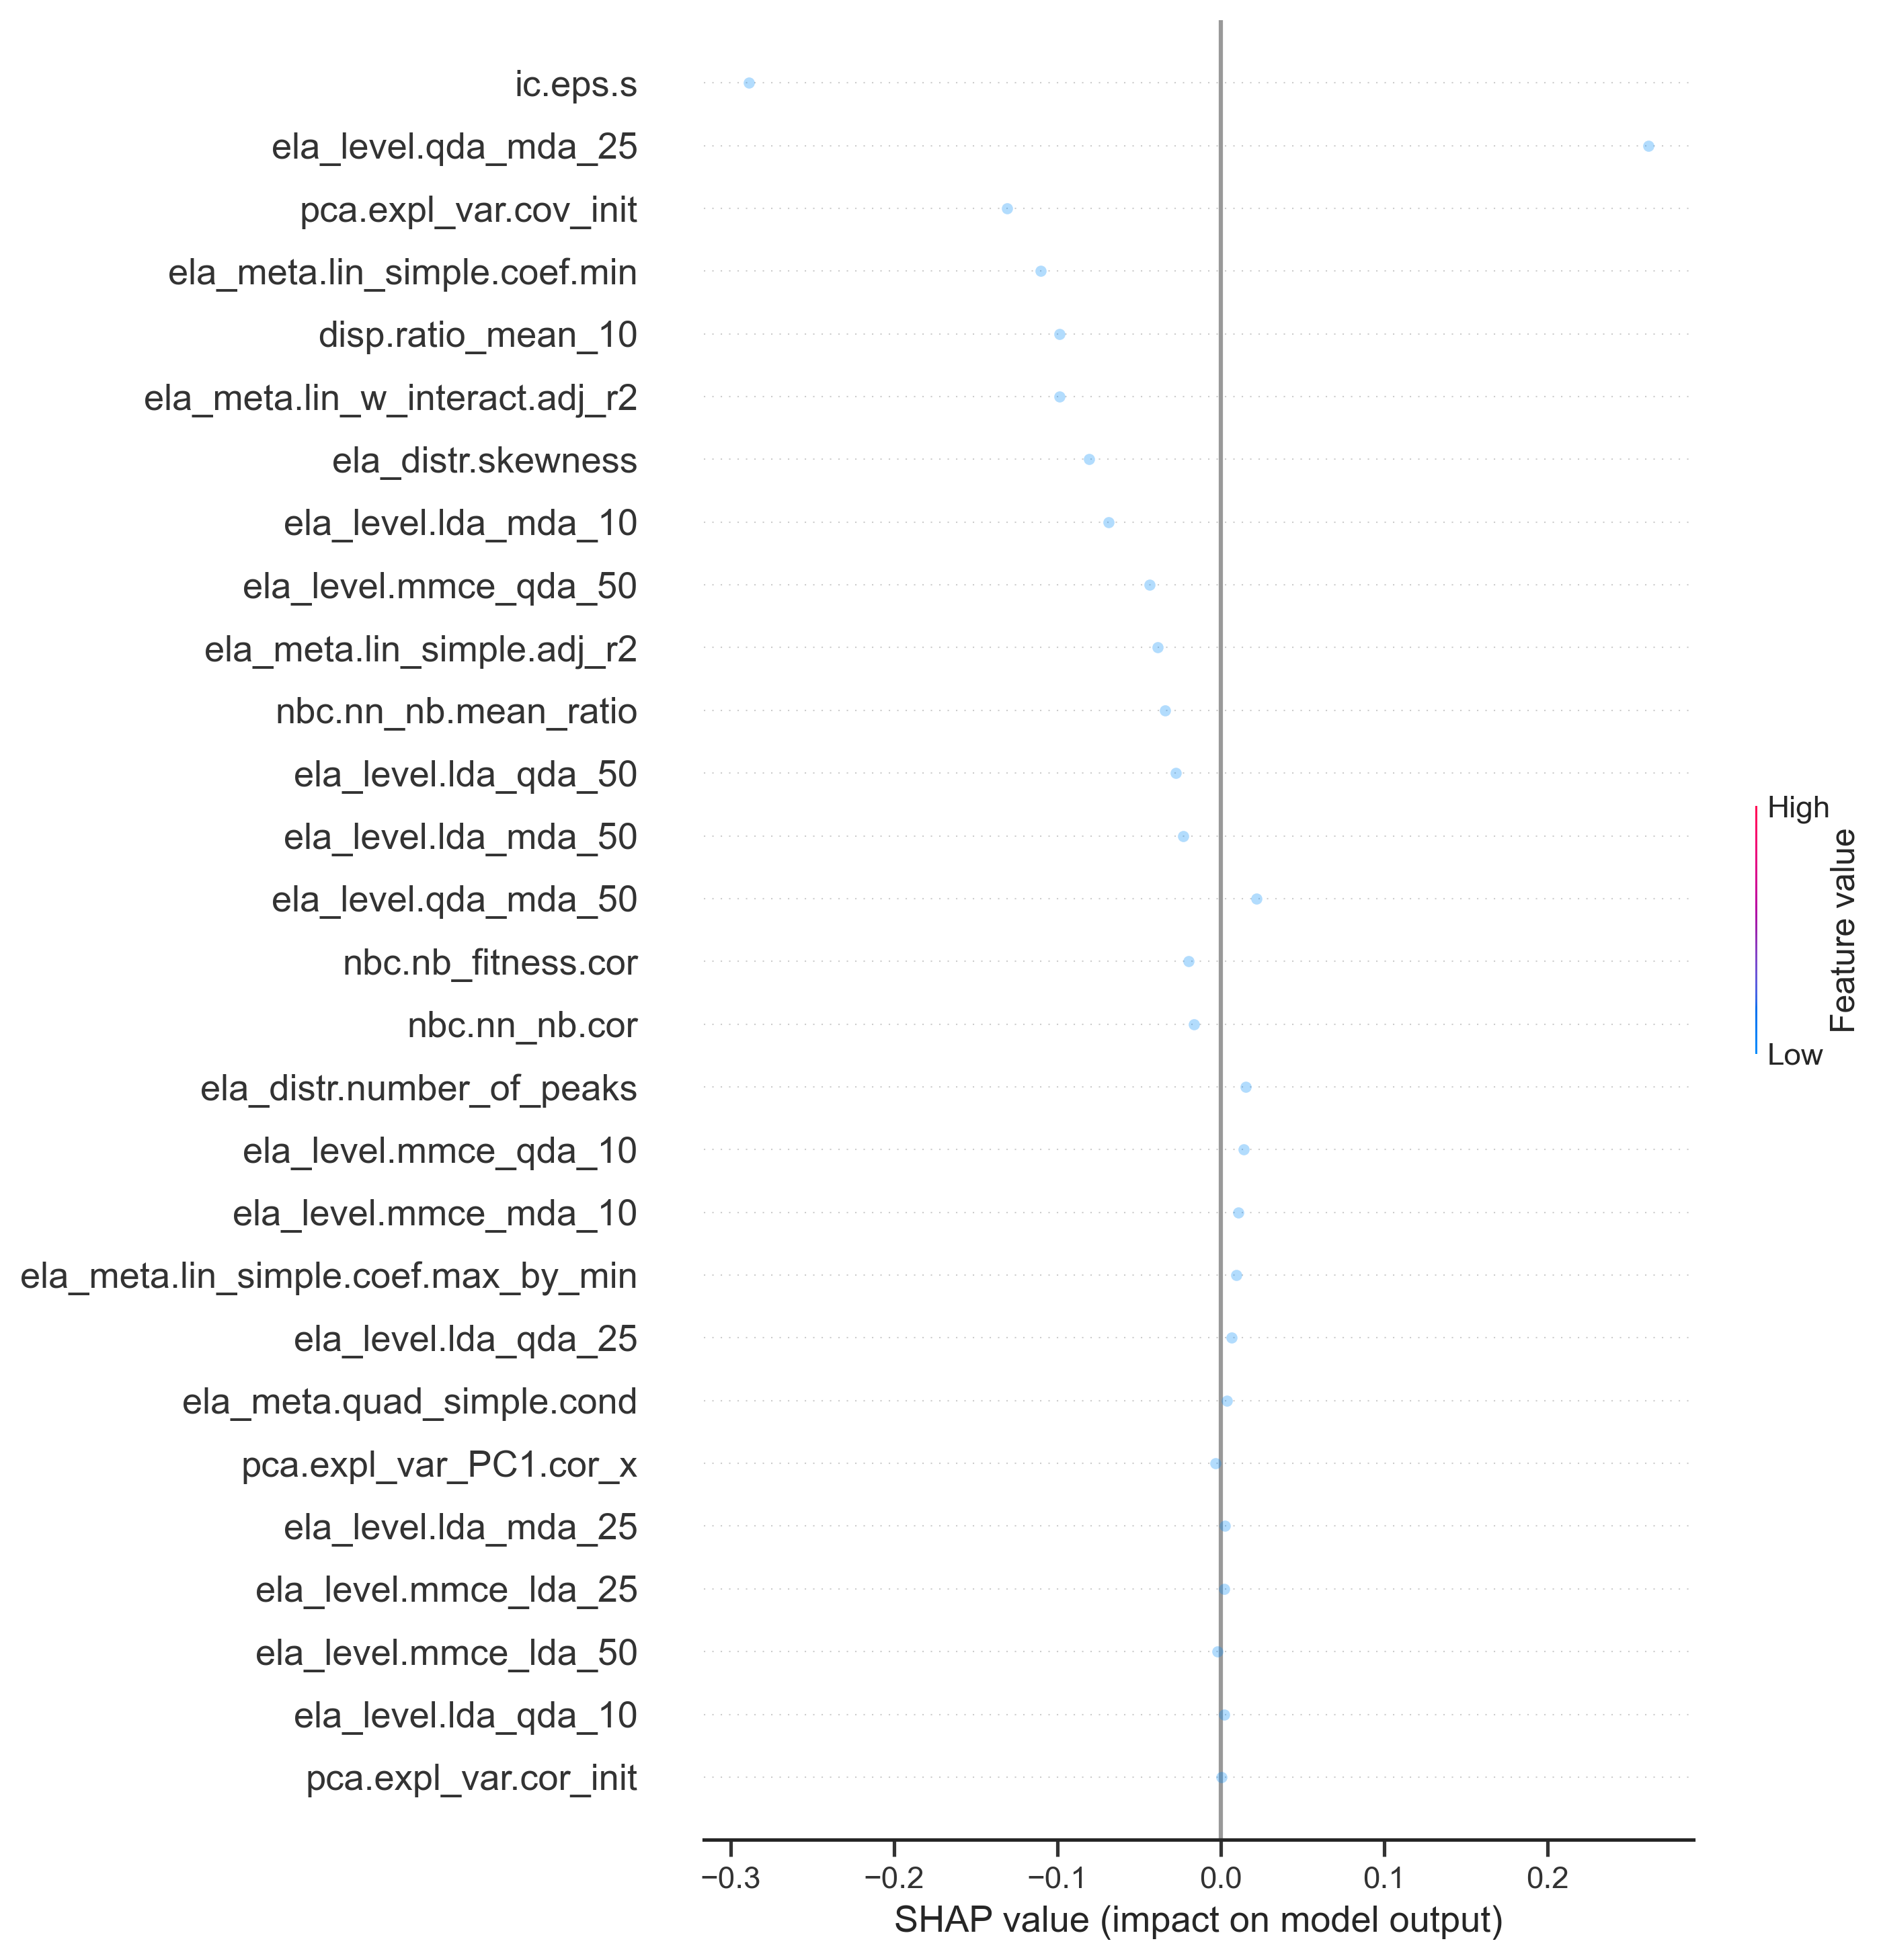 ic.eps.s
ela_level.qda_mda_25
pca.expl_var.cov_init
ela_meta.lin_simple.coef.min
disp.ratio_mean_10
ela_meta.lin_w_interact.adj_r2
ela_distr.skewness
ela_level.lda_mda_10
ela_level.mmce_qda_50
ela_meta.lin_simple.adj_r2
nbc.nn_nb.mean_ratio
ela_level.lda_qda_50
ela_level.lda_mda_50
ela_level.qda_mda_50
nbc.nb_fitness.cor
nbc.nn_nb.cor
ela_distr.number_of_peaks
ela_level.mmce_qda_10
ela_level.mmce_mda_10
ela_meta.lin_simple.coef.max_by_min
ela_level.lda_qda_25
ela_meta.quad_simple.cond
pca.expl_var_PC1.cor_x
ela_level.lda_mda_25
ela_level.mmce_lda_25
ela_level.mmce_lda_50
ela_level.lda_qda_10
pca.expl_var.cor_init
−0.3 −0.2 −0.1 0.0 0.1 0.2
SHAP value (impact on model output)
High
Feature value
Low